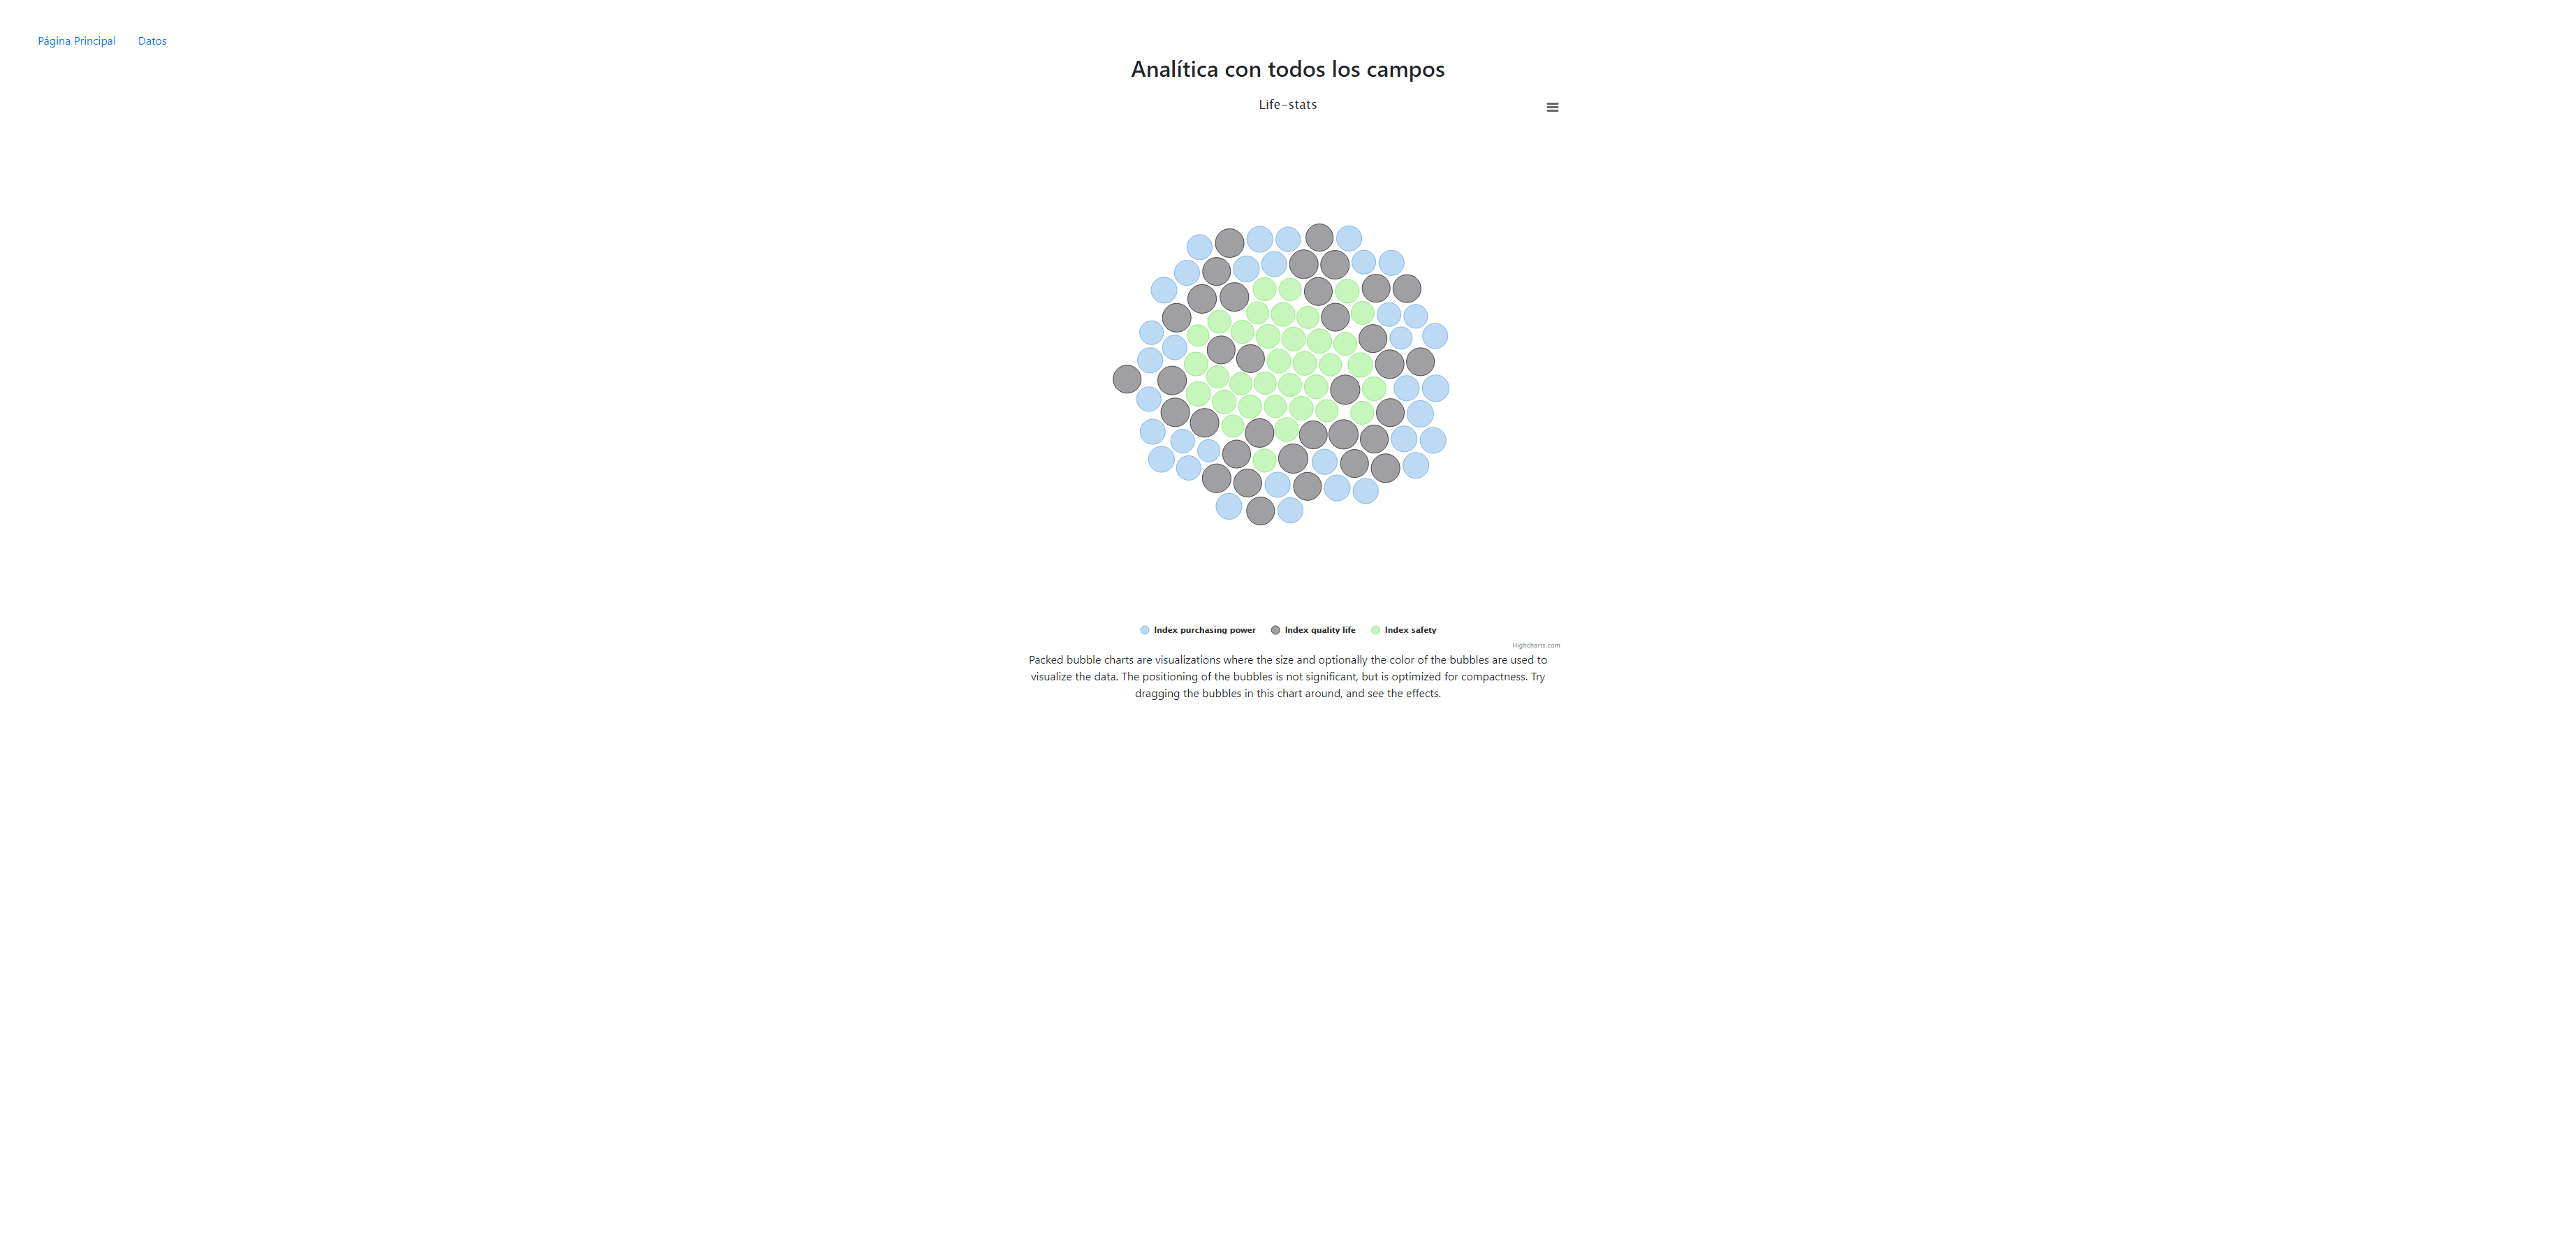 Página Principal Datos
Analítica con todos los campos
Life-stats
Index purchasing power Index quality life Index safety
Highcharts.com
Packed bubble charts are visualizations where the size and optionally the color of the bubbles are used to
visualize the data. The positioning of the bubbles is not significant, but is optimized for compactness. Try
dragging the bubbles in this chart around, and see the effects.